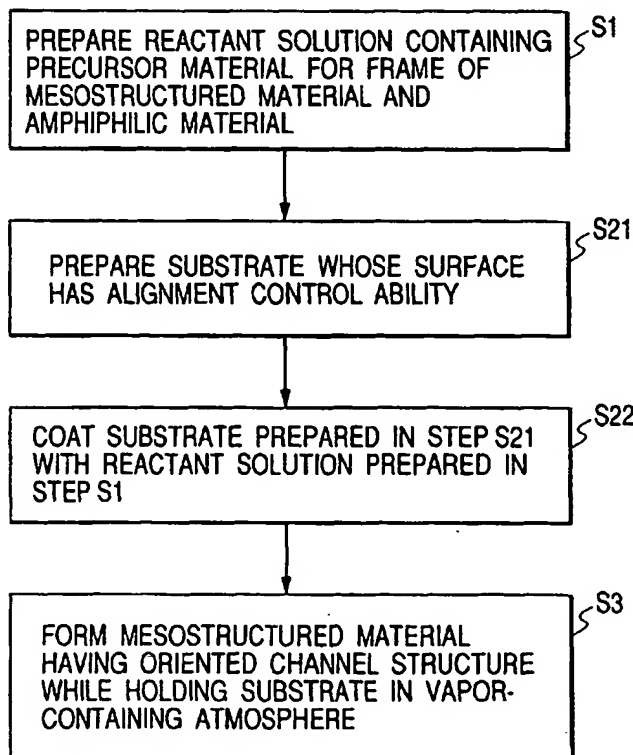 PREPARE REACTANT SOLUTION CONTAINING
PRECURSOR MATERIAL FOR FRAME OF
MESOSTRUCTURED MATERIAL AND
AMPHIPHILIC MATERIAL
S1
PREPARE SUBSTRATE WHOSE SURFACE
HAS ALIGNMENT CONTROL ABILITY
S21
COAT SUBSTRATE PREPARED IN STEP S21
WITH REACTANT SOLUTION PREPARED IN
STEP S1
S22
FORM MESOSTRUCTURED MATERIAL
HAVING ORIENTED CHANNEL STRUCTURE
WHILE HOLDING SUBSTRATE IN VAPOR-
CONTAINING ATMOSPHERE
S3